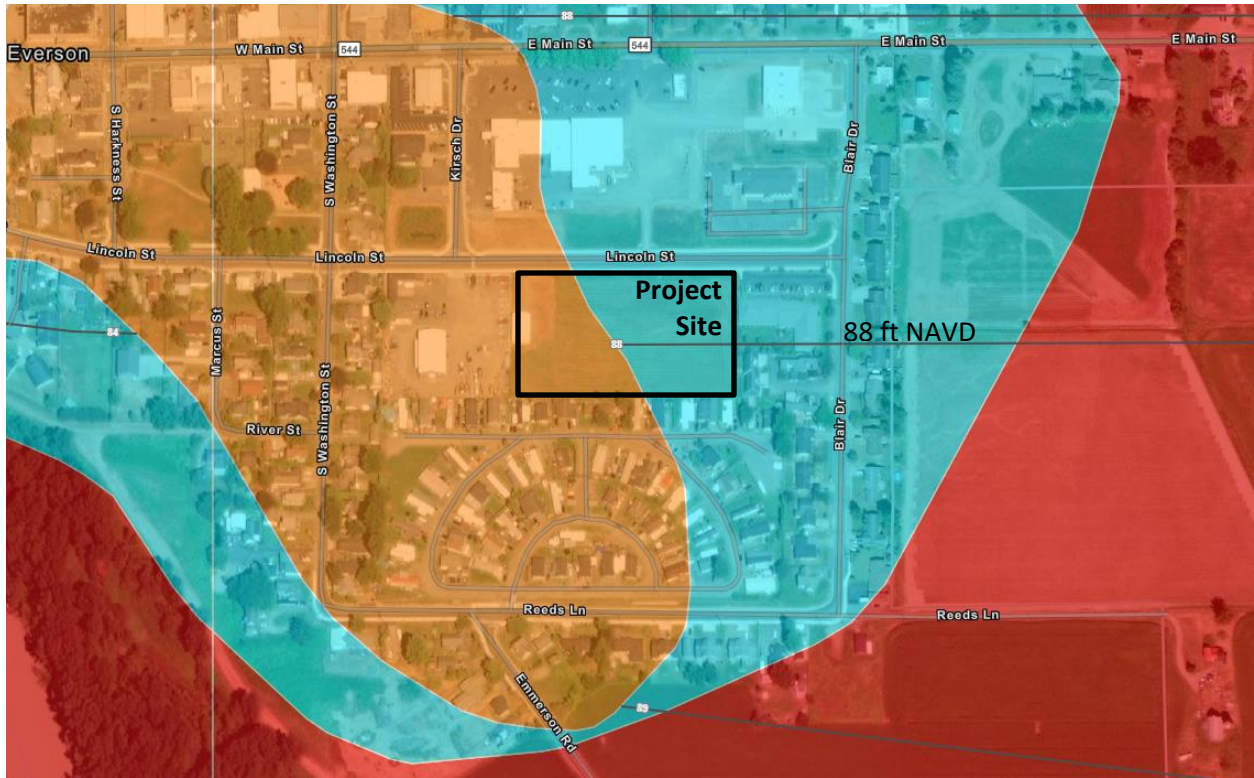 88
Everson
W Main St
544
E Main St
544
E Main St
E Main St
S Harkness St
S Washington St
Kirsch Dr
Blair Dr
Lincoln St
Lincoln St
Lincoln St
Project
Site
84
Marcus St
88
88 ft NAVD
River St
S Washington St
Blair Dr
Reeds Ln
Reeds Ln
Emmerson Rd